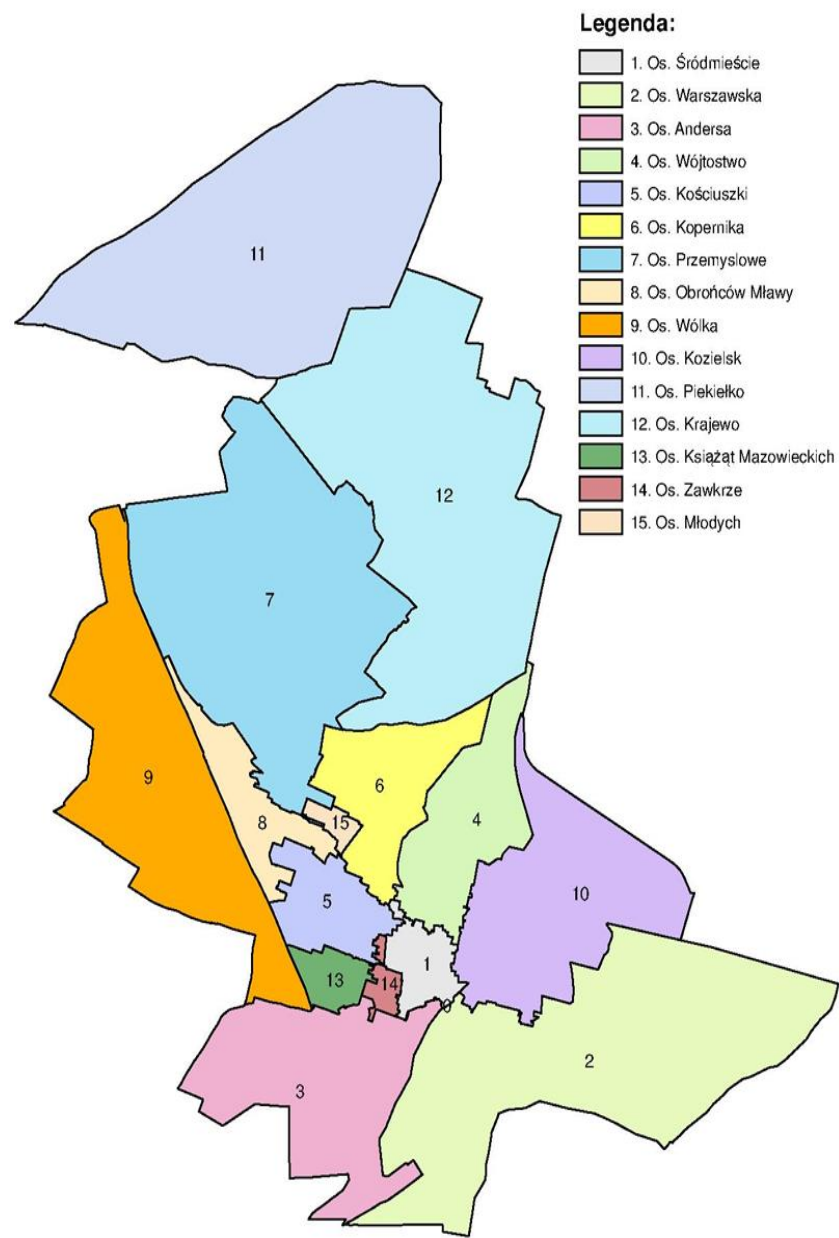 Legenda:
1. Os. Śródmieście
2. Os. Warszawska
3. Os. Andersa
4. Os. Wójtostwo
5. Os. Kościuszki
6. Os. Kopernika
7. Os. Przemyslowe
8. Os. Obrońców Mławy
9. Os. Wólka
10. Os. Kozielsk
11. Os. Piekiełko
12. Os. Krajewo
13. Os. Książąt Mazowieckich
14. Os. Zawkrze
15. Os. Młodych
11
12
7
9
6
15
8
4
10
5
1
13
14
2
3